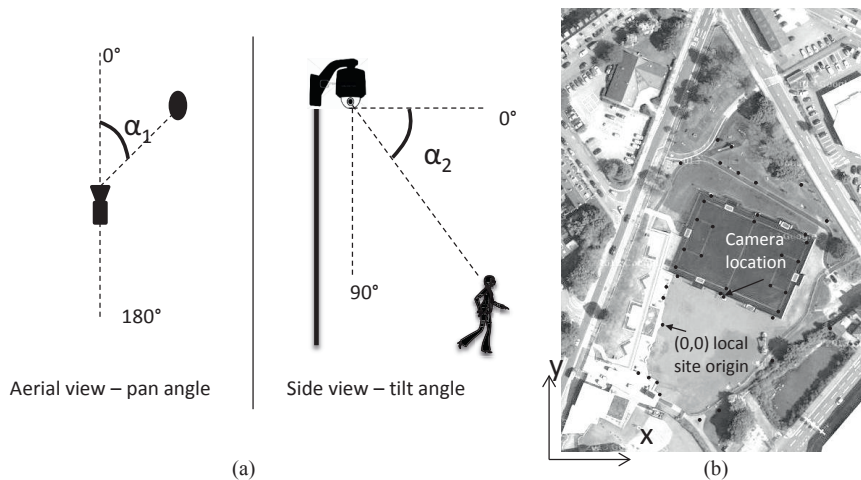 0°
α1
180°
Aerial view – pan angle
0°
α2
90°
Side view – tilt angle
(a)
Camera
location
(0,0) local
site origin
y
x
(b)